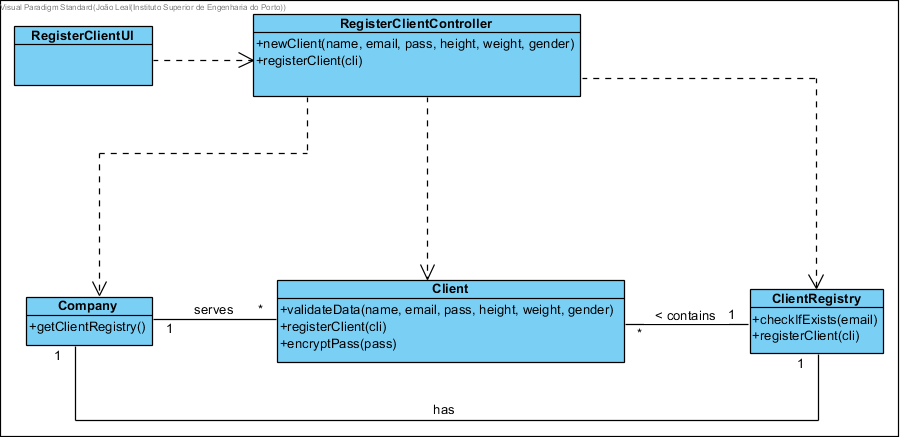 Visual Paradigm Standard(João Leal(Instituto Superior de Engenharia do Porto))
RegisterClientUI
RegisterClientController
+newClient(name, email, pass, height, weight, gender)
+registerClient(cli)
Company
+getClientRegistry()
serves
1
*
Client
+validateData(name, email, pass, height, weight, gender)
+registerClient(cli)
+encryptPass(pass)
< contains
1
*
ClientRegistry
+checkIfExists(email)
+registerClient(cli)
1
1
has